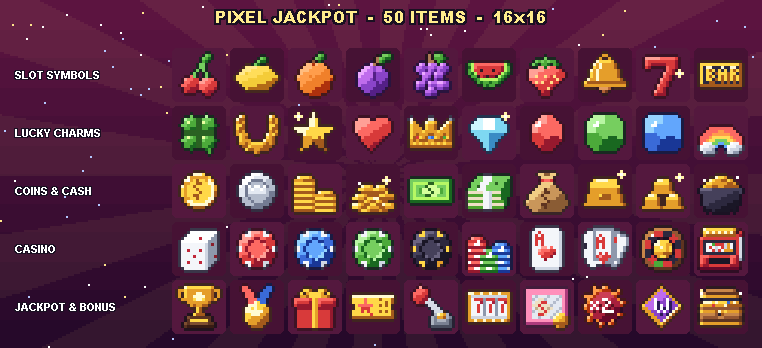 PIXEL JACKPOT - 50 ITEMS - 16x16
SLOT SYMBOLS
7
BAR
LUCKY CHARMS
COINS & CASH
$
$
CASINO
A
A
JACKPOT & BONUS
777
x2
W